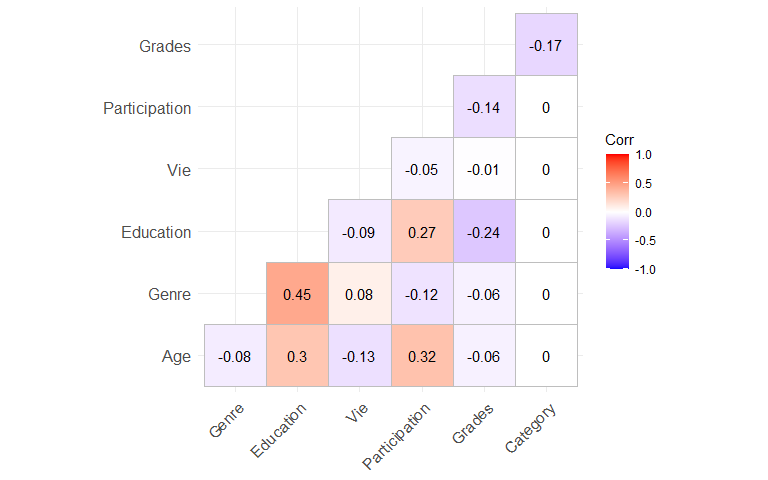 Grades -0.17
Participation -0.14 0
Vie -0.05 -0.01 0
Education -0.09 0.27 -0.24 0
Genre 0.45 0.08 -0.12 -0.06 0
Age -0.08 0.3 -0.13 0.32 -0.06 0
Genre Education Vie Participation Grades Category
Corr
1.0
0.5
0.0
-0.5
-1.0